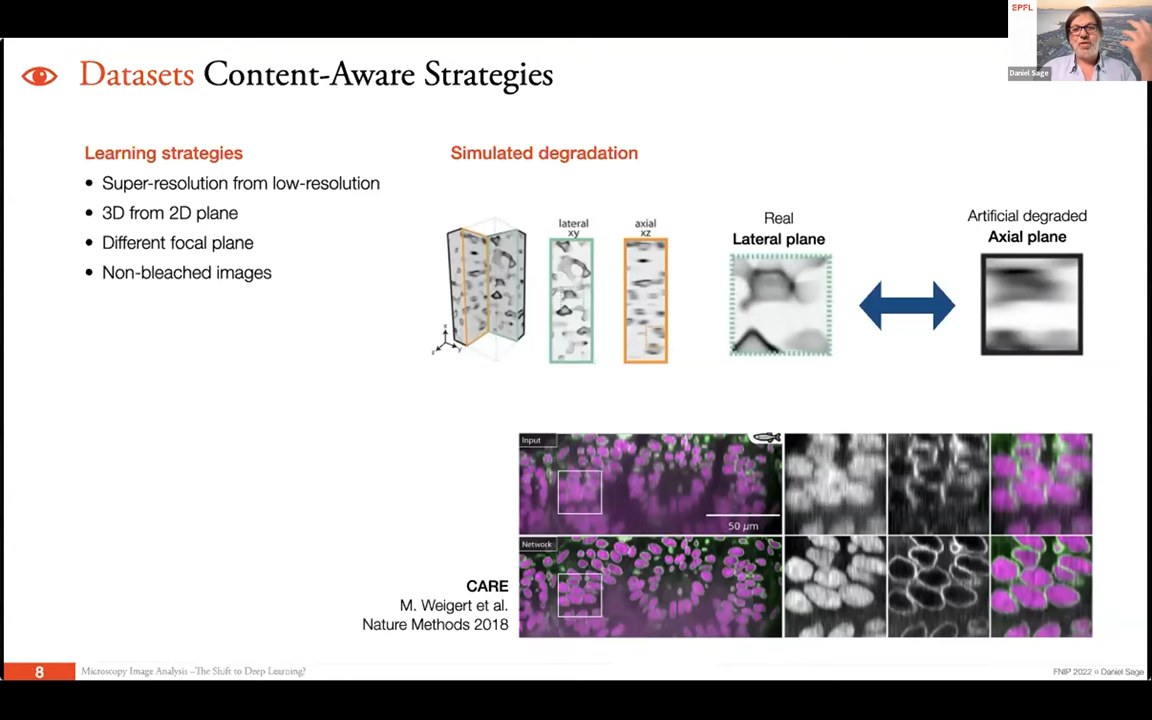 EPFL
Daniel Sage
Datasets Content-Aware Strategies
Learning strategies
• Super-resolution from low-resolution
• 3D from 2D plane
• Different focal plane
• Non-bleached images
Simulated degradation
lateral
xy
axial
xz
Real
Lateral plane
Artificial degraded
Axial plane
Input
50 µm
Network
CARE
M. Weigert et al.
Nature Methods 2018
8
Microscopy Image Analysis –The Shift to Deep Learning?
FNIP 2022 ○ Daniel Sage